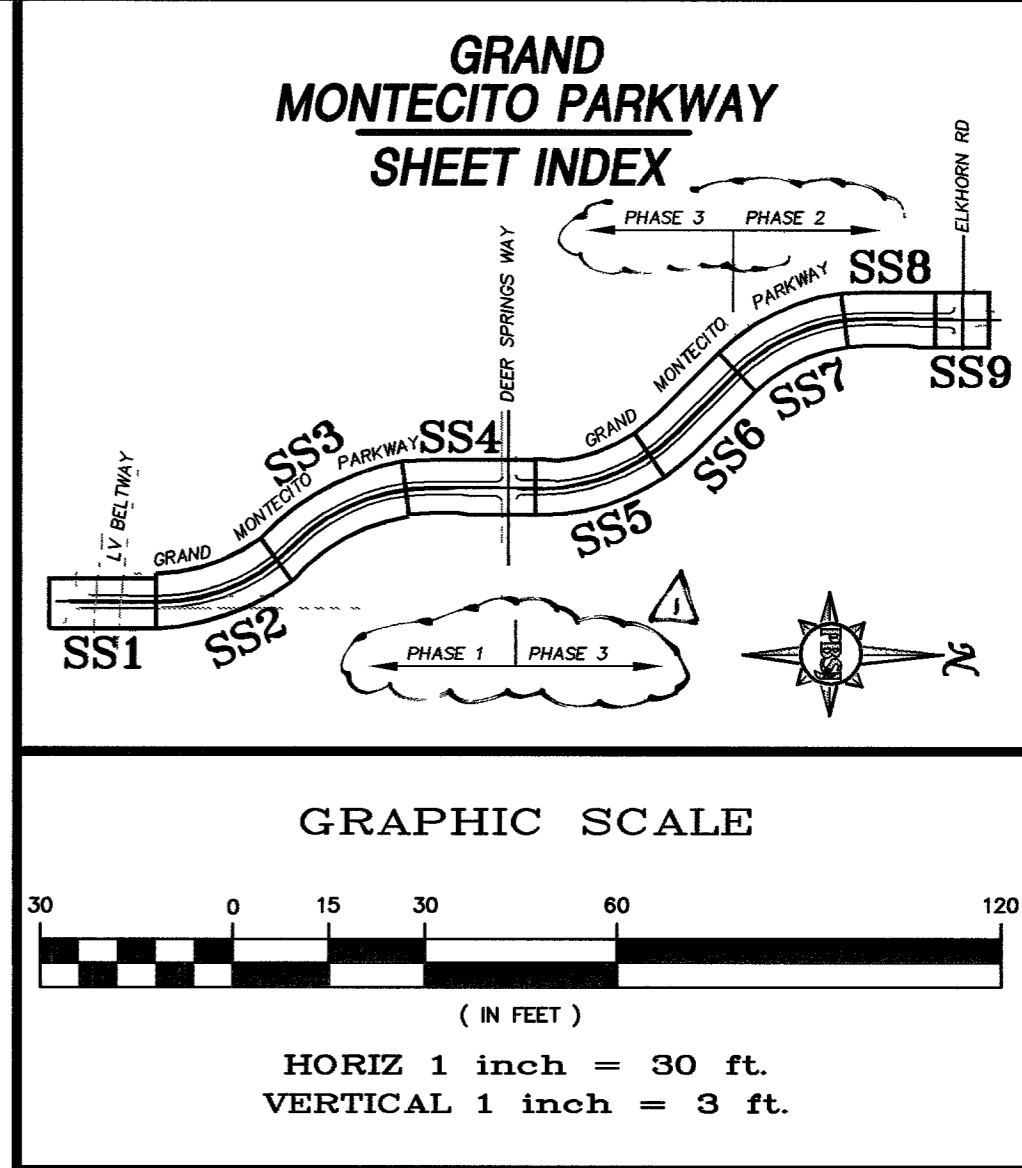 GRAND
MONTECITO PARKWAY
SHEET INDEX
PHASE 3 PHASE 2
ELKHORN RD
DEER SPRINGS WAY
SS8
SS9
GRAND MONTECITO PARKWAY
SS7
SS6
SS5
SS4
SS3
LV BELTWAY
GRAND MONTECITO PARKWAY
SS1
SS2
1
PHASE 1 PHASE 3
PBSJ
N
GRAPHIC SCALE
30 0 15 30 60 120
( IN FEET )
HORIZ 1 inch = 30 ft.
VERTICAL 1 inch = 3 ft.